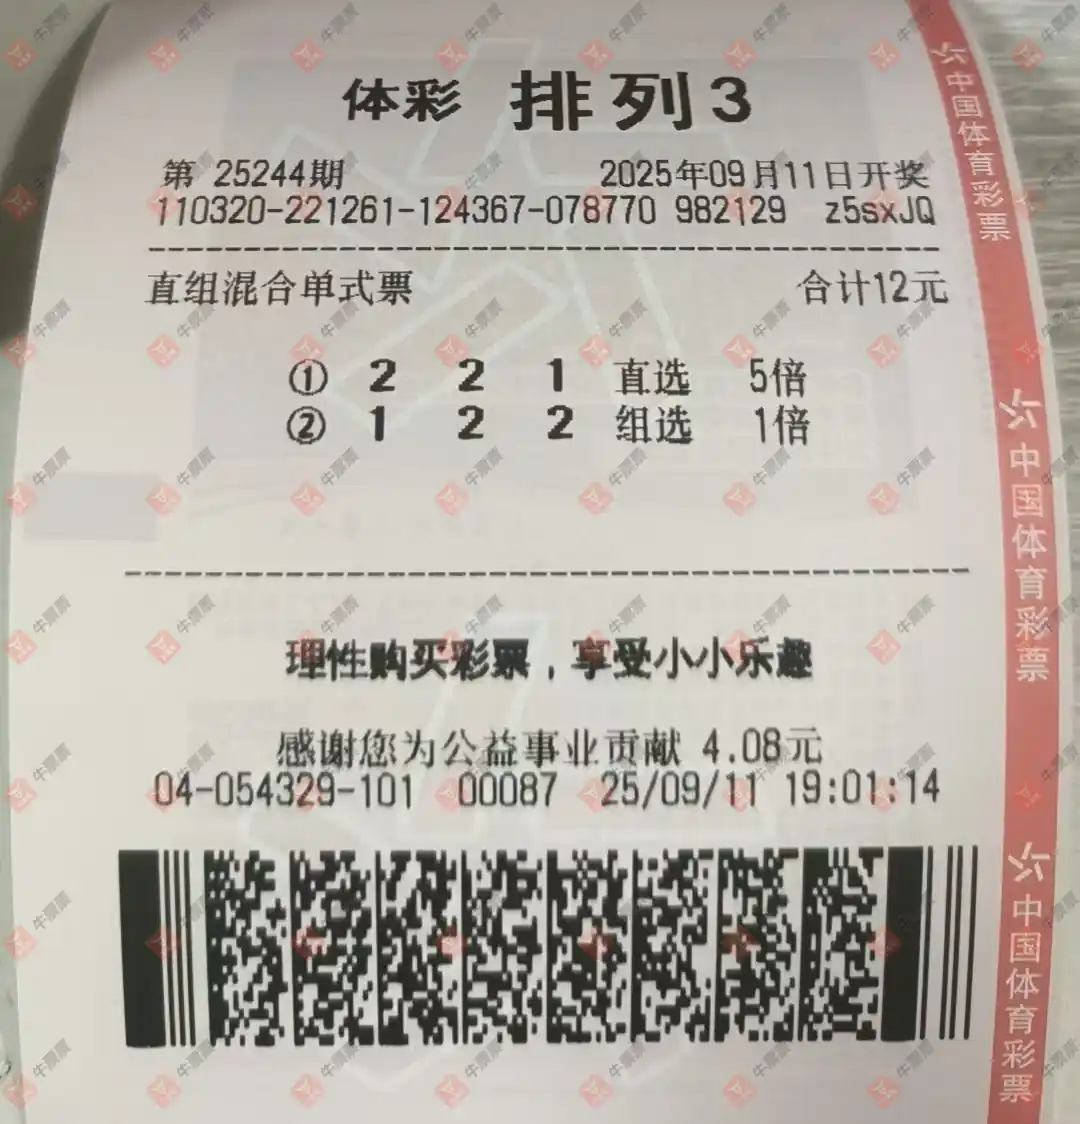 体彩 排列3
第 25244期 2025年09月11日开奖
110320-221261-124367-078770 982129 z5sxJQ
直组混合单式票 合计12元
① 2 2 1 直选 5倍
② 1 2 2 组选 1倍
理性购买彩票，享受小小乐趣
感谢您为公益事业贡献 4.08元
04-054329-101 00087 25/09/11 19:01:14
中国体育彩票
中国体育彩票
中国体育彩票
牛票票